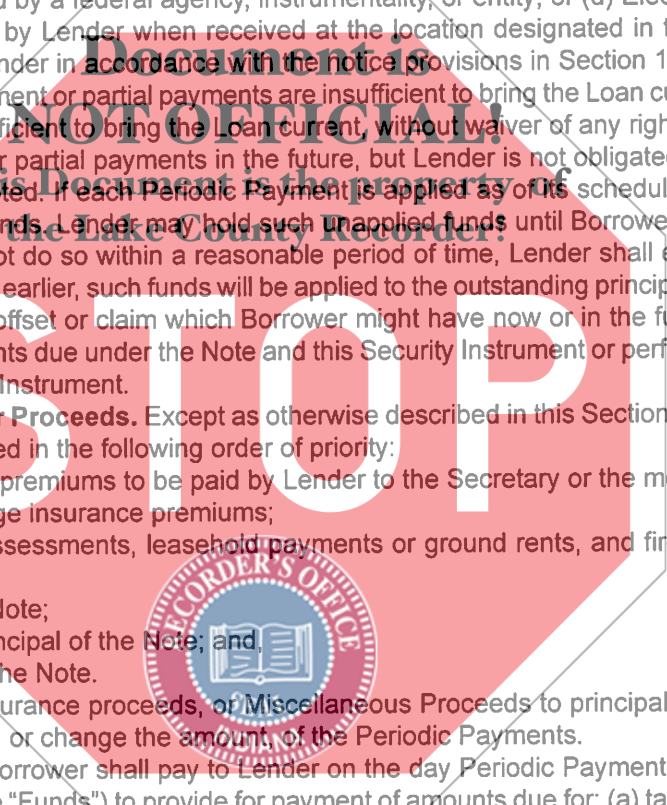 d by a federal agency, instrumentality, or entity; or (d) Elec
by Lender when received at the location designated in t
nder in accordance with the notice provisions in Section 1
Document is
nent or partial payments are insufficient to bring the Loan cu
NOT OFFICIAL!
ficient to bring the Loan current, without waiver of any righ
r partial payments in the future, but Lender is not obligate
is Document is the property of
ted. If each Periodic Payment is applied as of its schedul
nds. Lender may hold such unapplied funds until Borrowe
the Lake County Recorder!
ot do so within a reasonable period of time, Lender shall e
earlier, such funds will be applied to the outstanding princip
offset or claim which Borrower might have now or in the fu
nts due under the Note and this Security Instrument or perf
Instrument.
STOP
r Proceeds. Except as otherwise described in this Section
ed in the following order of priority:
premiums to be paid by Lender to the Secretary or the m
ge insurance premiums;
ssessments, leasehold payments or ground rents, and fir
RECORDER'S OFFICE
Note;
ncipal of the Note; and,
he Note.
urance proceeds, or Miscellaneous Proceeds to principal
INDIANA
or change the amount, of the Periodic Payments.
orrower shall pay to Lender on the day Periodic Payment
"Funds") to provide for payment of amounts due for: (a) ta